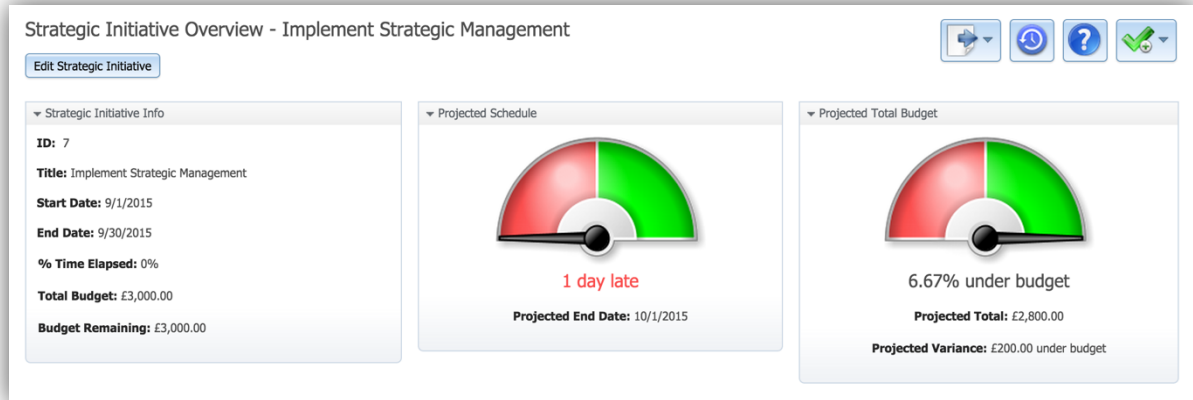 Strategic Initiative Overview - Implement Strategic Management
Edit Strategic Initiative
?
Strategic Initiative Info
ID: 7
Title: Implement Strategic Management
Start Date: 9/1/2015
End Date: 9/30/2015
% Time Elapsed: 0%
Total Budget: £3,000.00
Budget Remaining: £3,000.00
Projected Schedule
1 day late
Projected End Date: 10/1/2015
Projected Total Budget
6.67% under budget
Projected Total: £2,800.00
Projected Variance: £200.00 under budget